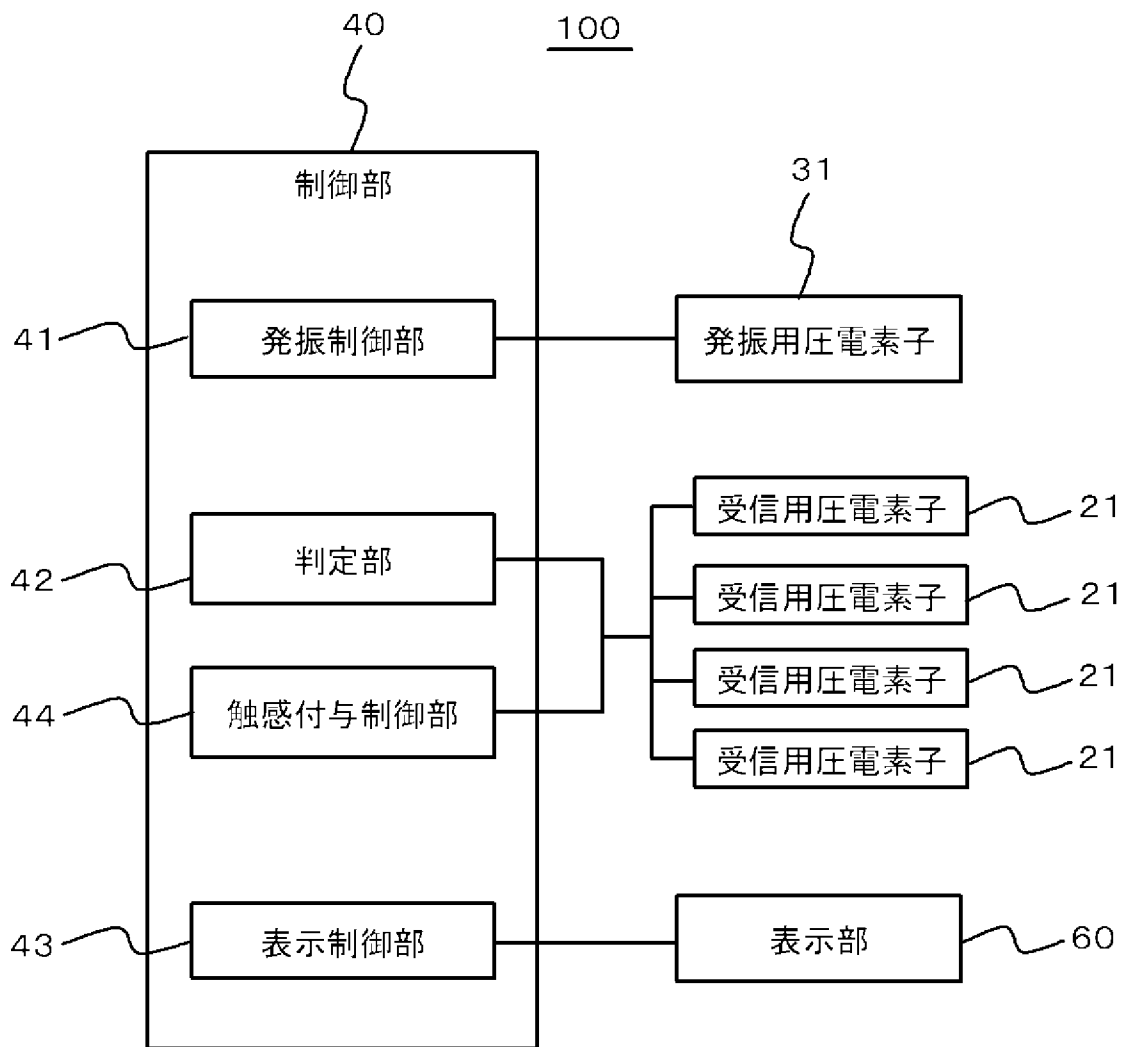 40
100
制御部
31
41
発振制御部
発振用圧電素子
受信用圧電素子
21
42
判定部
受信用圧電素子
21
44
触感付与制御部
受信用圧電素子
21
受信用圧電素子
21
43
表示制御部
表示部
60